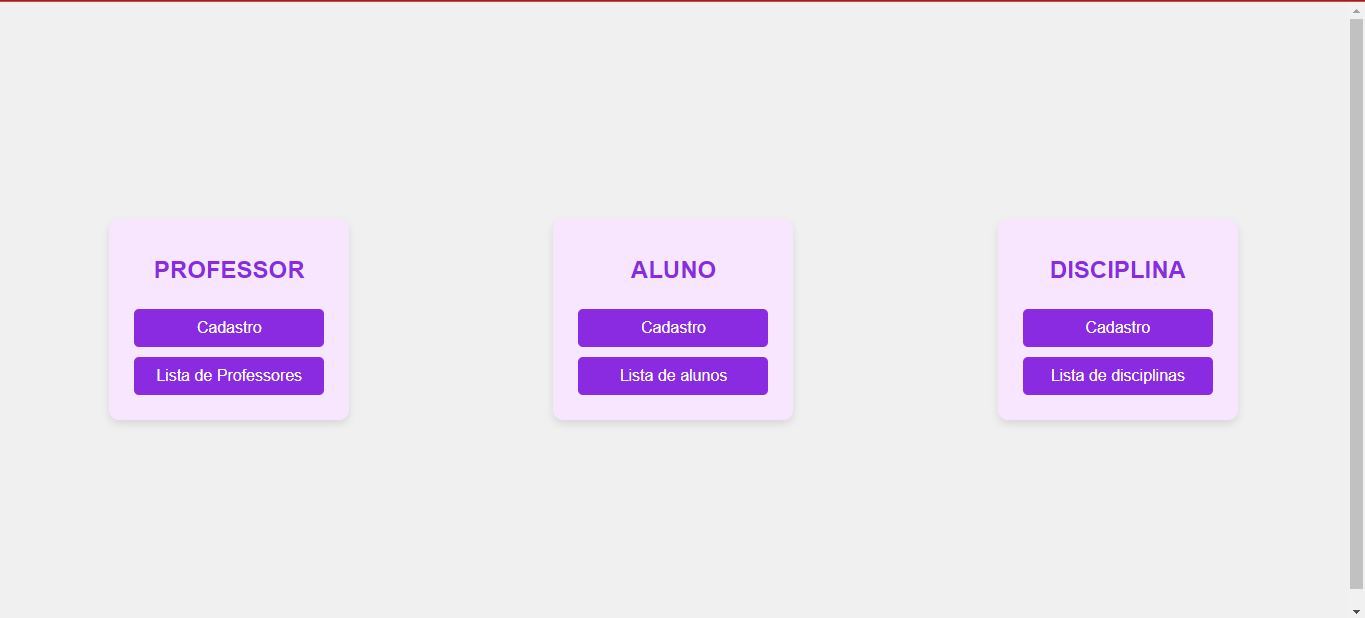 PROFESSOR
Cadastro
Lista de Professores
ALUNO
Cadastro
Lista de alunos
DISCIPLINA
Cadastro
Lista de disciplinas